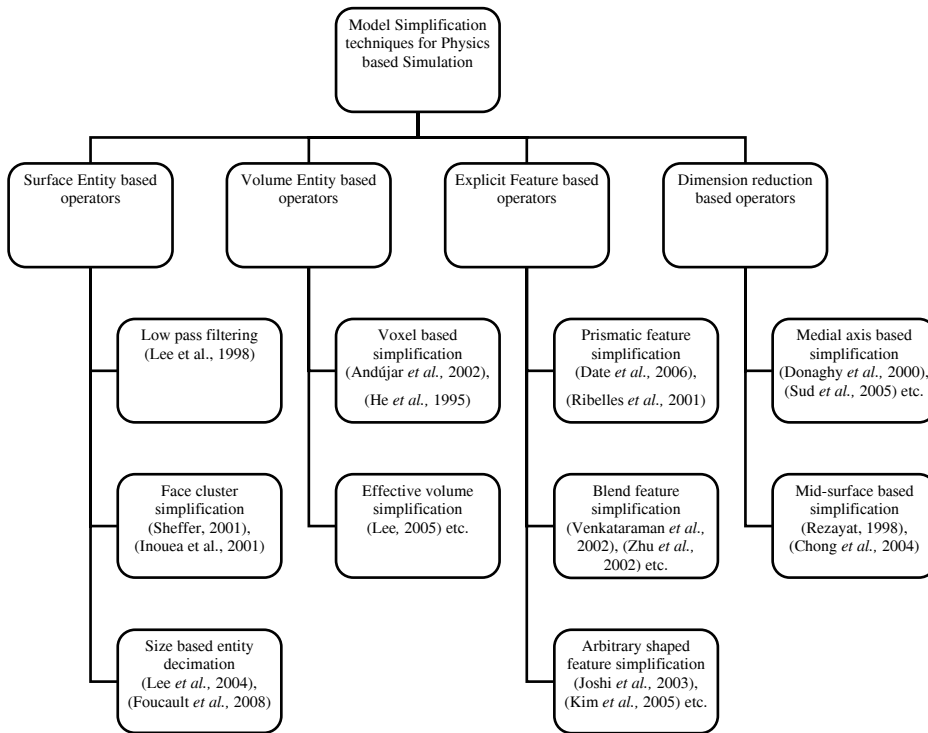 Model Simplification
techniques for Physics
based Simulation
Surface Entity based
operators
Volume Entity based
operators
Explicit Feature based
operators
Dimension reduction
based operators
Low pass filtering
(Lee et al., 1998)
Voxel based
simplification
(Andújar et al., 2002),
(He et al., 1995)
Prismatic feature
simplification
(Date et al., 2006),
(Ribelles et al., 2001)
Medial axis based
simplification
(Donaghy et al. 2000),
(Sud et al., 2005) etc.
Face cluster
simplification
(Sheffer, 2001),
(Inouea et al., 2001)
Effective volume
simplification
(Lee, 2005) etc.
Blend feature
simplification
(Venkataraman et al.,
2002), (Zhu et al.,
2002) etc.
Mid-surface based
simplification
(Rezayat, 1998),
(Chong et al., 2004)
Size based entity
decimation
(Lee et al., 2004),
(Foucault et al., 2008)
Arbitrary shaped
feature simplification
(Joshi et al., 2003),
(Kim et al., 2005) etc.